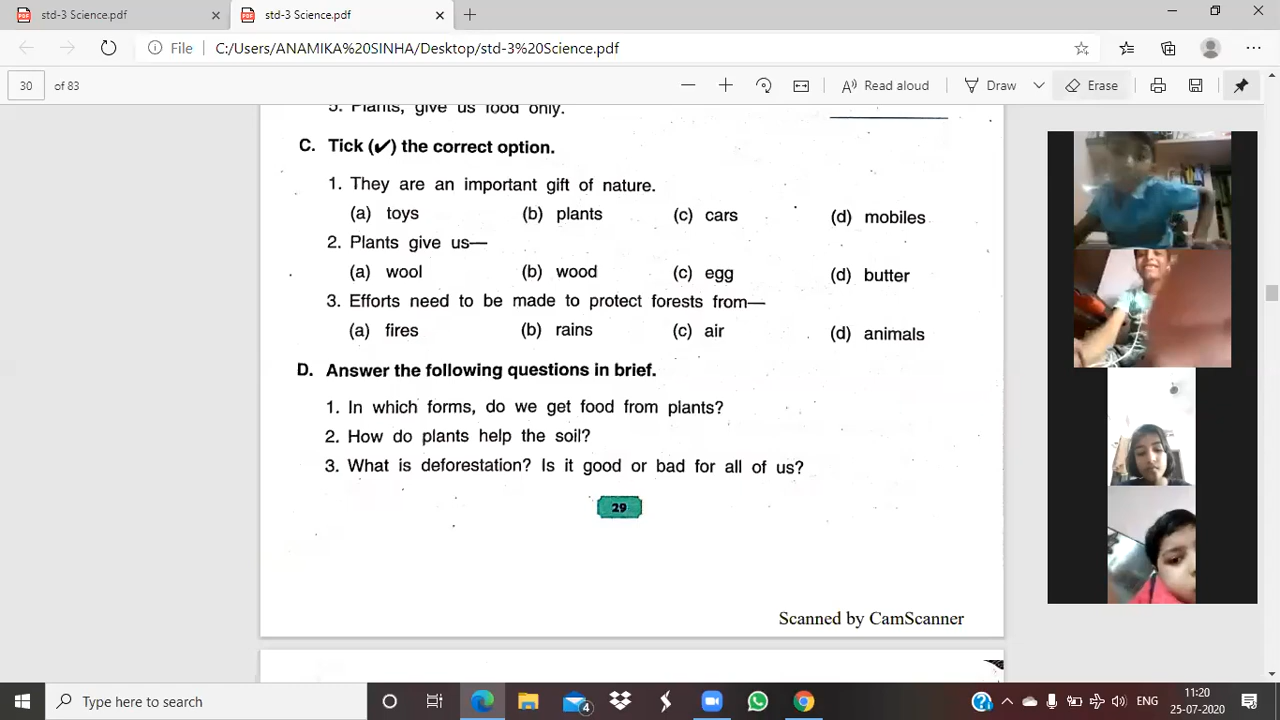 std-3 Science.pdf
std-3 Science.pdf
File
C:/Users/ANAMIKA%20SINHA/Desktop/std-3%20Science.pdf
30 of 83
Read aloud
Draw
Erase
5. Plants, give us food only.
C. Tick (✔) the correct option.
1. They are an important gift of nature.
(a) toys (b) plants (c) cars (d) mobiles
2. Plants give us—
(a) wool (b) wood (c) egg (d) butter
3. Efforts need to be made to protect forests from—
(a) fires (b) rains (c) air (d) animals
D. Answer the following questions in brief.
1. In which forms, do we get food from plants?
2. How do plants help the soil?
3. What is deforestation? Is it good or bad for all of us?
29
Scanned by CamScanner
Type here to search
4
ENG
11:20
25-07-2020